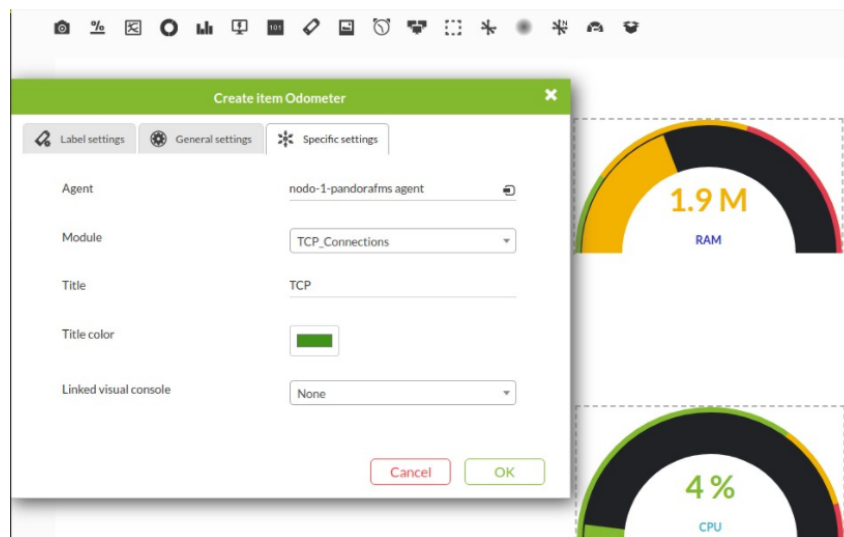 %
101
N
Create item Odometer
Label settings
General settings
Specific settings
Agent
nodo-1-pandorafms agent
Module
TCP_Connections
Title
TCP
Title color
Linked visual console
None
Cancel
OK
1.9 M
RAM
4 %
CPU